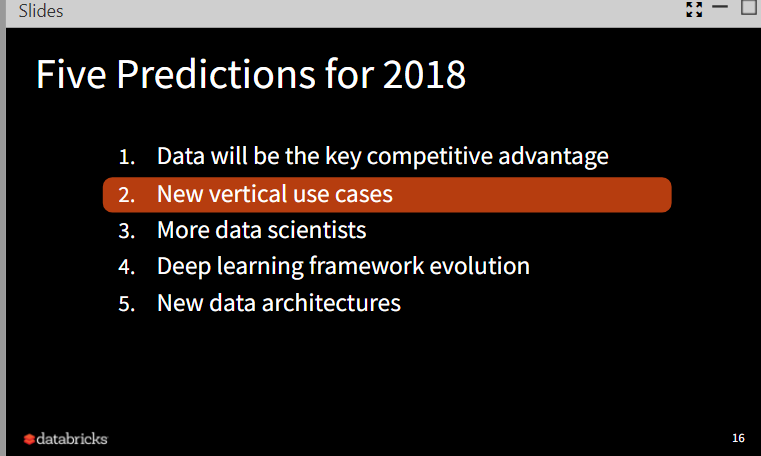 Slides
Five Predictions for 2018
1. Data will be the key competitive advantage
2. New vertical use cases
3. More data scientists
4. Deep learning framework evolution
5. New data architectures
databricks
16